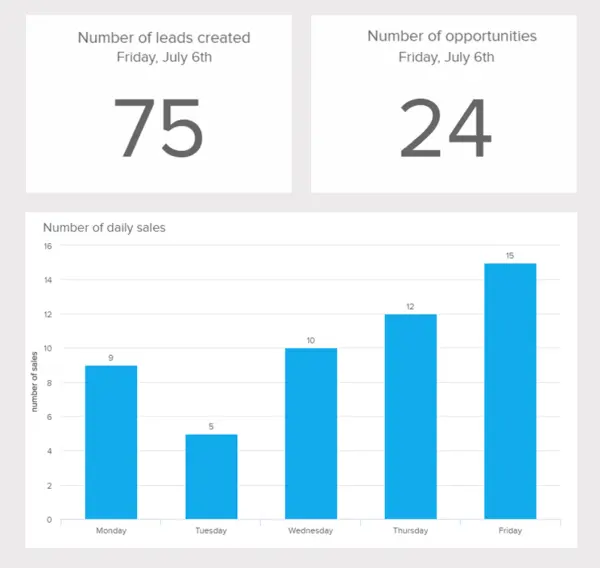 Number of leads created
Friday, July 6th
75
Number of opportunities
Friday, July 6th
24
Number of daily sales
number of sales
16
14
12
10
8
6
4
2
0
9
5
10
12
15
Monday
Tuesday
Wednesday
Thursday
Friday